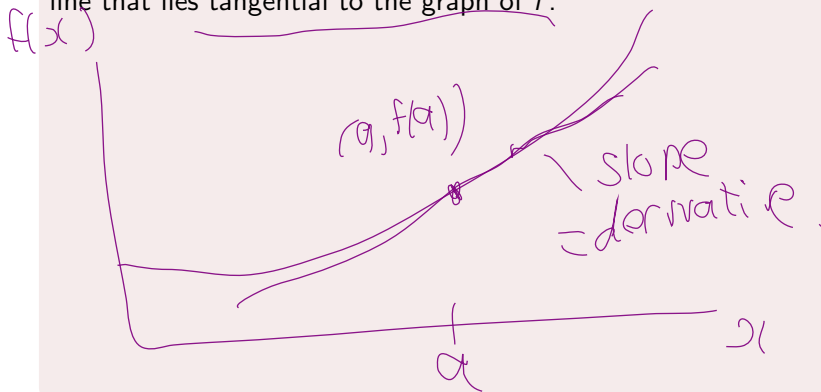 line that lies tangential to the graph of f.
f(x)
(a, f(a))
slope
= derivative.
x
a